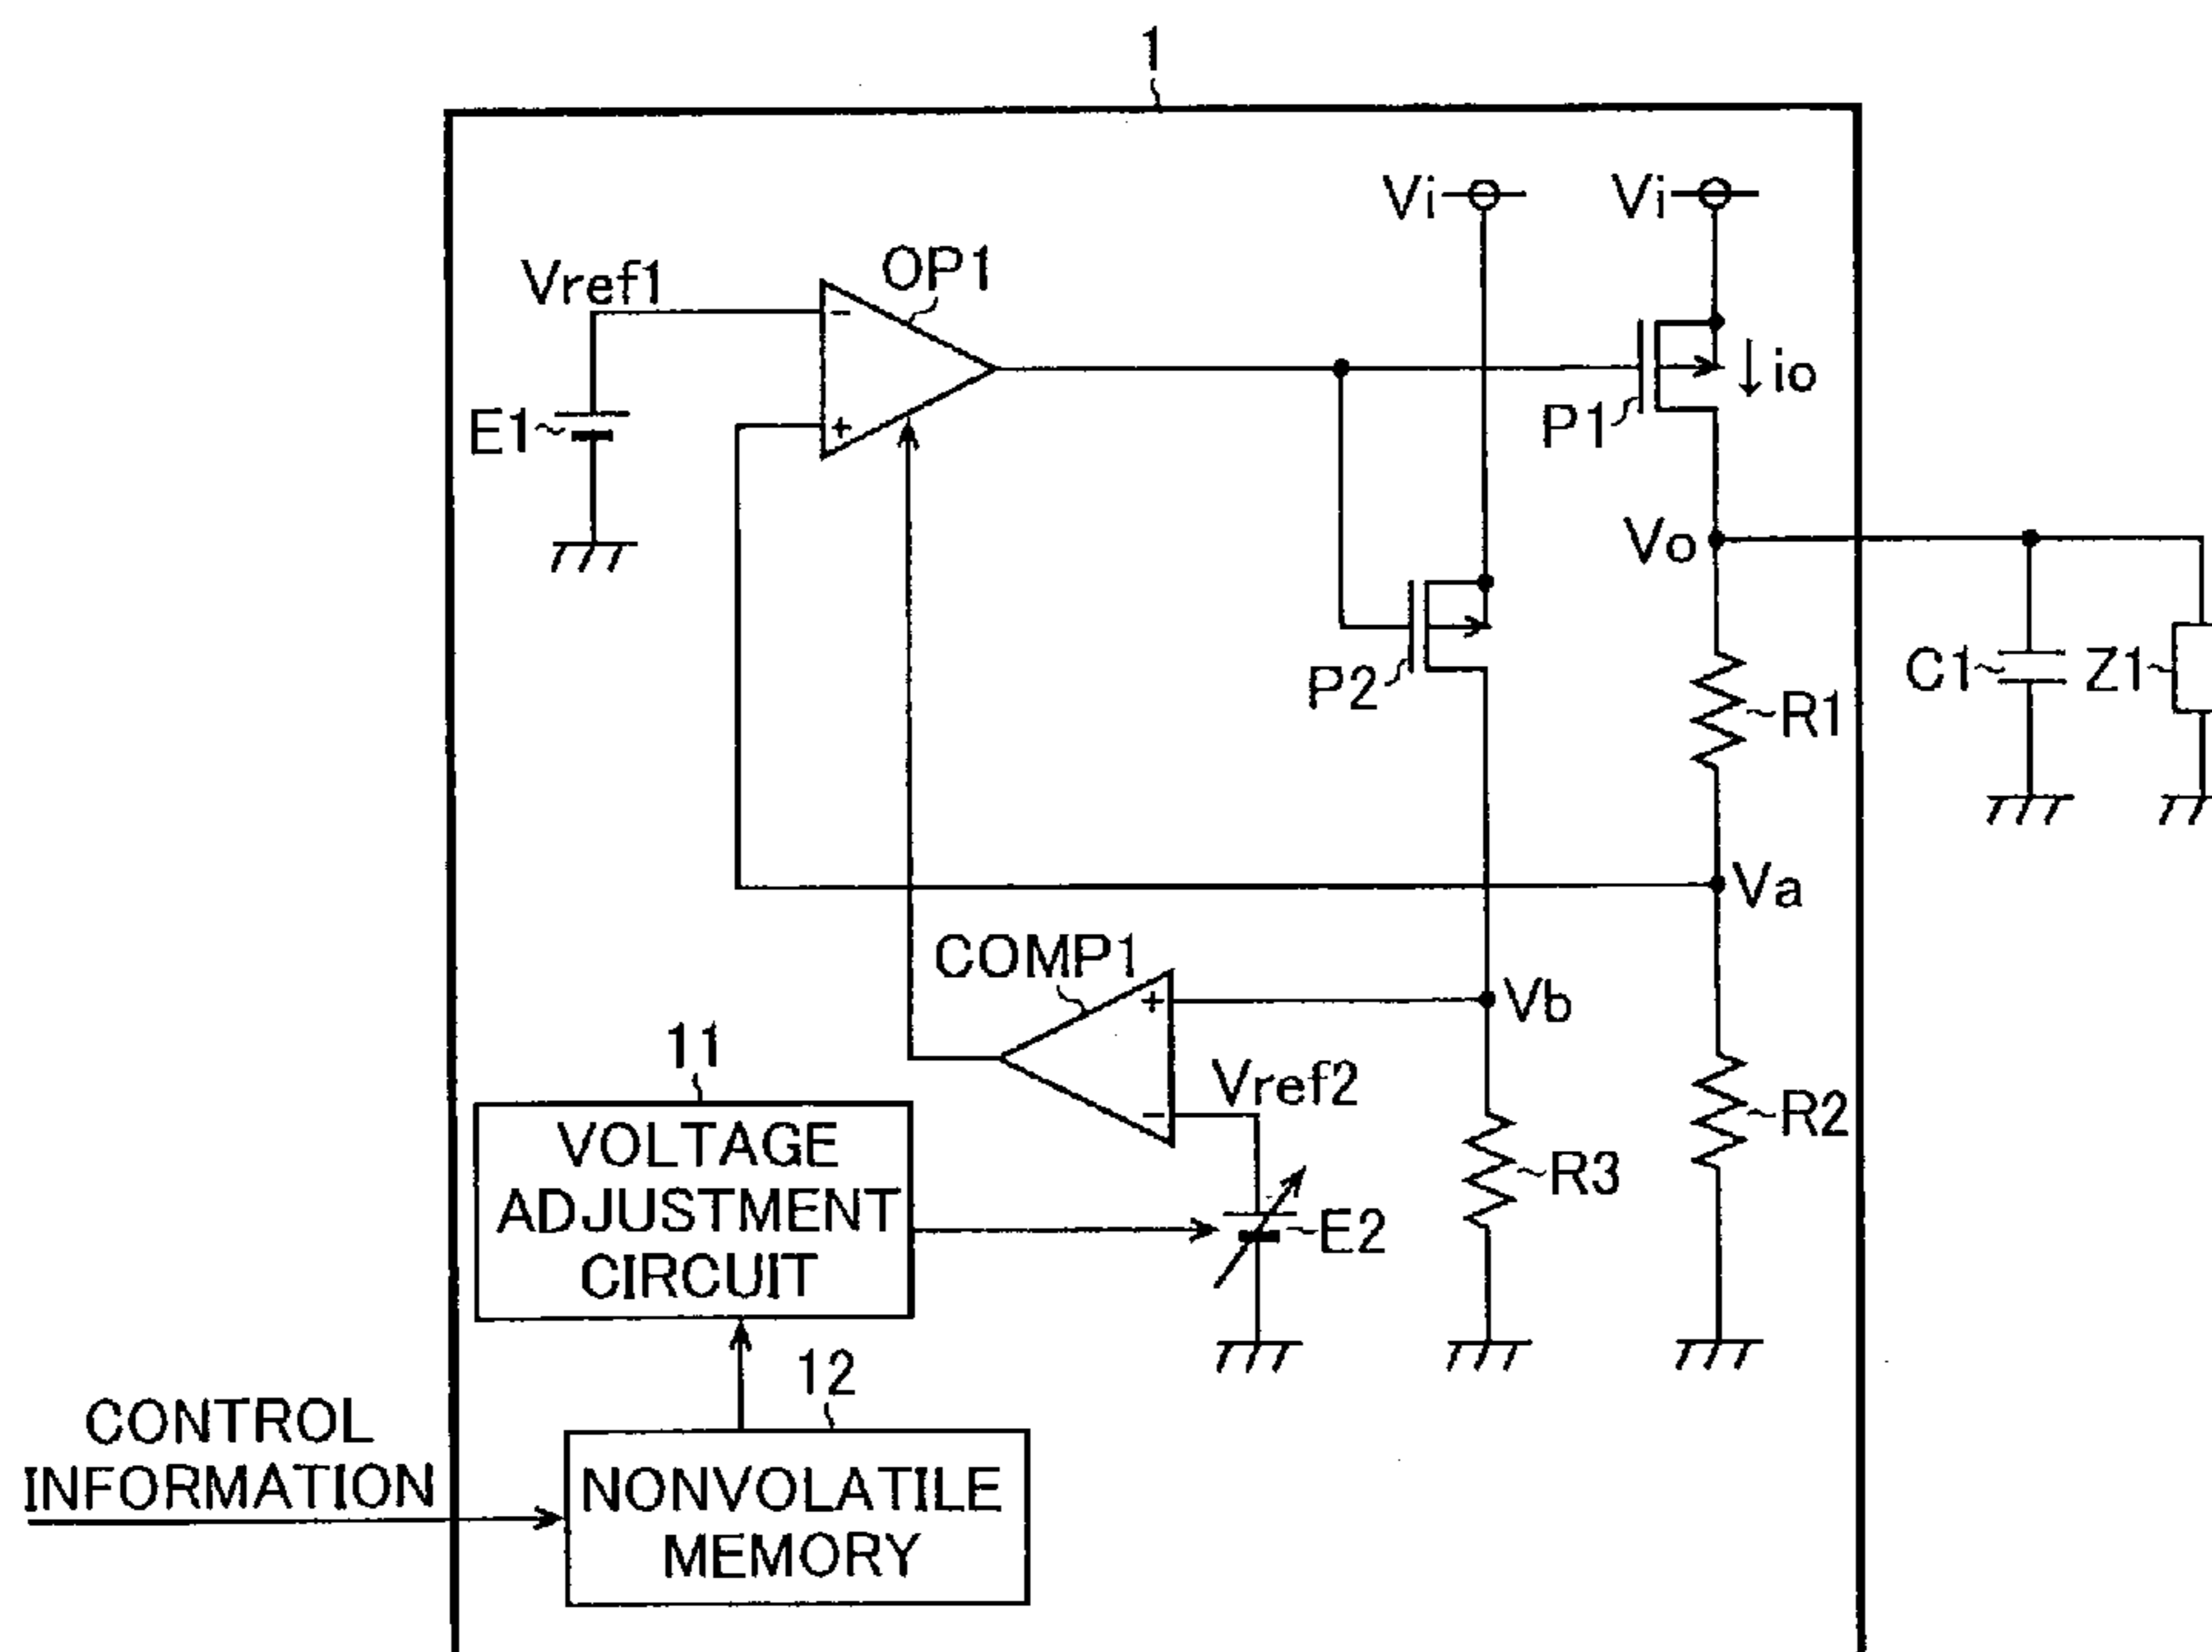 1
Vi
Vi
Vref1
OP1
-
+
E1
P1
io
Vo
P2
C1
Z1
R1
Va
COMP1
+
Vb
11
Vref2
-
VOLTAGE
ADJUSTMENT
CIRCUIT
R2
R3
E2
12
CONTROL
INFORMATION
NONVOLATILE
MEMORY